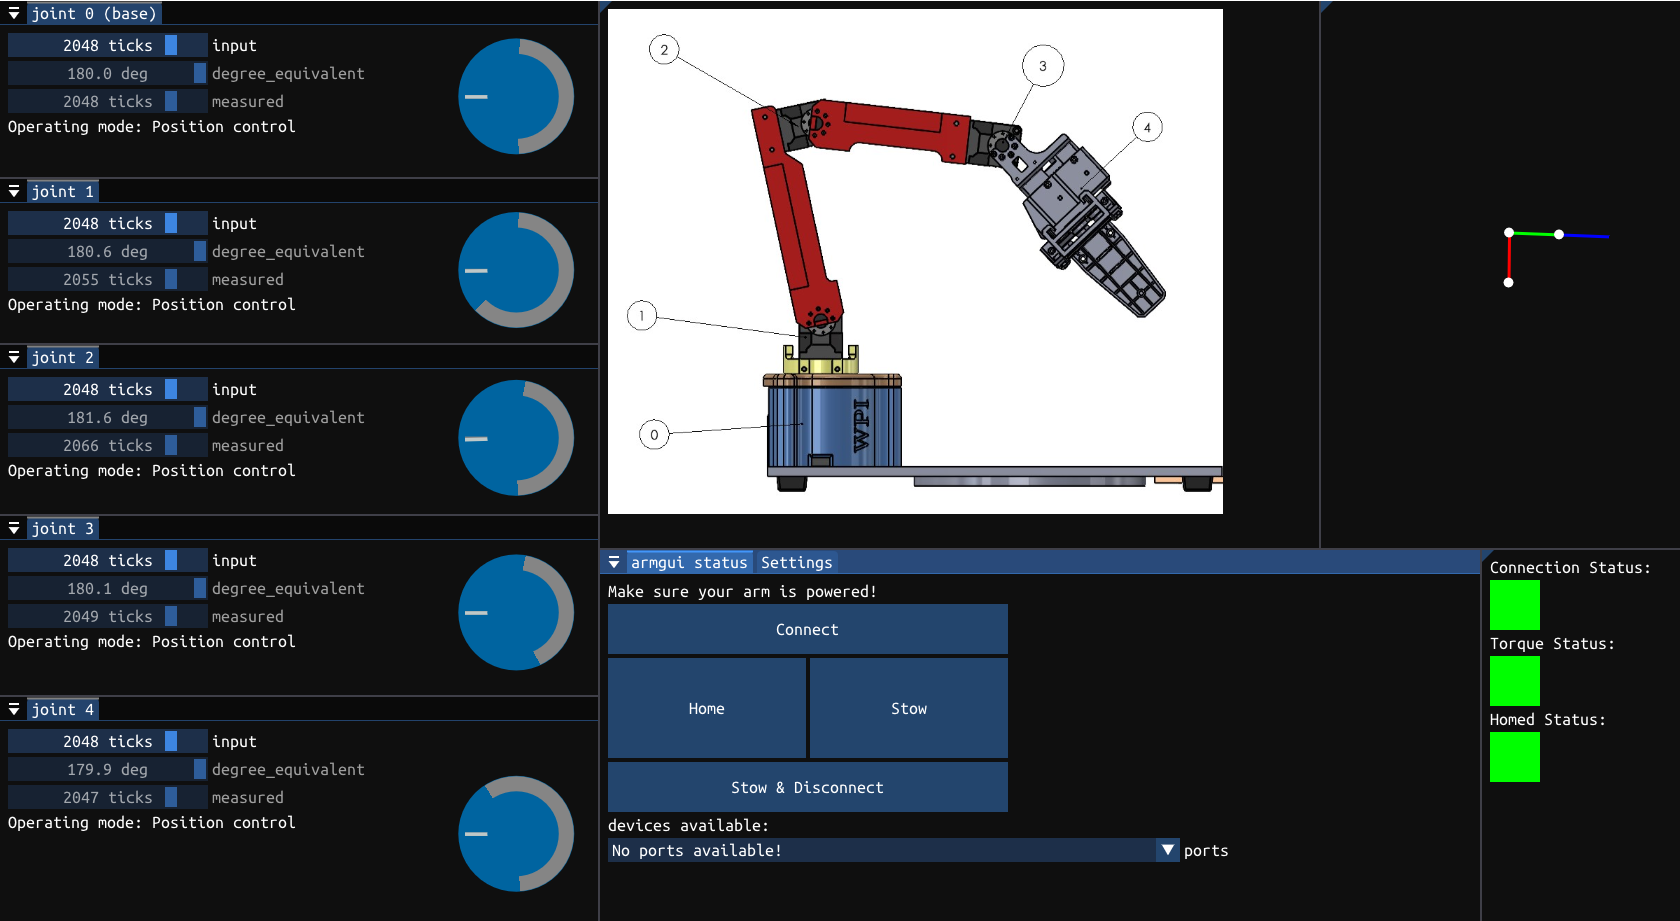 joint 0 (base)
2048 ticks input
180.0 deg degree_equivalent
2048 ticks measured
Operating mode: Position control
joint 1
2048 ticks input
180.6 deg degree_equivalent
2055 ticks measured
Operating mode: Position control
joint 2
2048 ticks input
181.6 deg degree_equivalent
2066 ticks measured
Operating mode: Position control
joint 3
2048 ticks input
180.1 deg degree_equivalent
2049 ticks measured
Operating mode: Position control
joint 4
2048 ticks input
179.9 deg degree_equivalent
2047 ticks measured
Operating mode: Position control
2
3
4
1
0
WPI
armgui status Settings
Make sure your arm is powered!
Connect
Home Stow
Stow & Disconnect
devices available:
No ports available! ports
Connection Status:
Torque Status:
Homed Status: